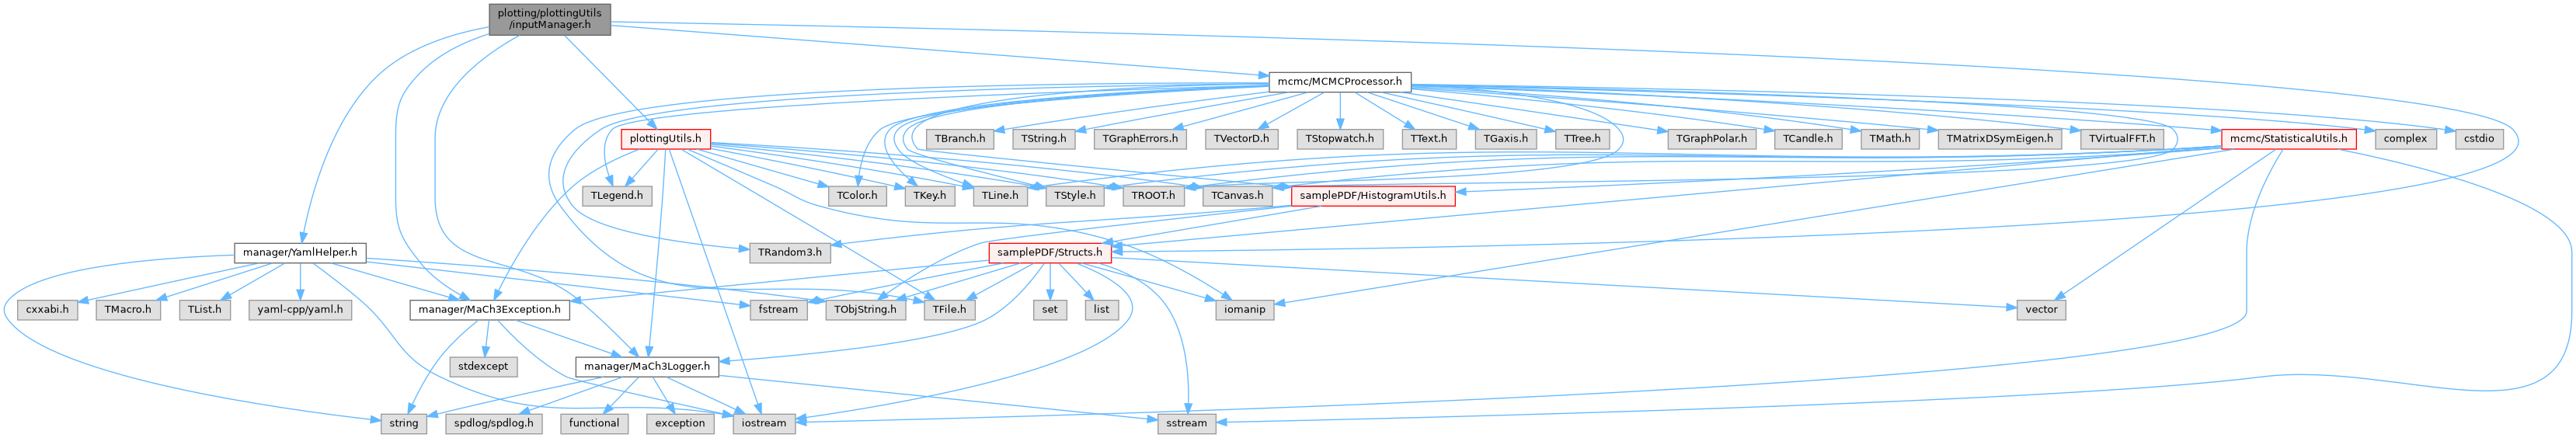 plotting/plottingUtils
/inputManager.h
mcmc/MCMCProcessor.h
plottingUtils.h
TBranch.h
TString.h
TGraphErrors.h
TVectorD.h
TStopwatch.h
TText.h
TGaxis.h
TTree.h
TGraphPolar.h
TCandle.h
TMath.h
TMatrixDSymEigen.h
TVirtualFFT.h
mcmc/StatisticalUtils.h
complex
cstdio
TLegend.h
TColor.h
TKey.h
TLine.h
TStyle.h
TROOT.h
TCanvas.h
samplePDF/HistogramUtils.h
manager/YamlHelper.h
TRandom3.h
samplePDF/Structs.h
cxxabi.h
TMacro.h
TList.h
yaml-cpp/yaml.h
manager/MaCh3Exception.h
fstream
TObjString.h
TFile.h
set
list
iomanip
vector
stdexcept
manager/MaCh3Logger.h
string
spdlog/spdlog.h
functional
exception
iostream
sstream